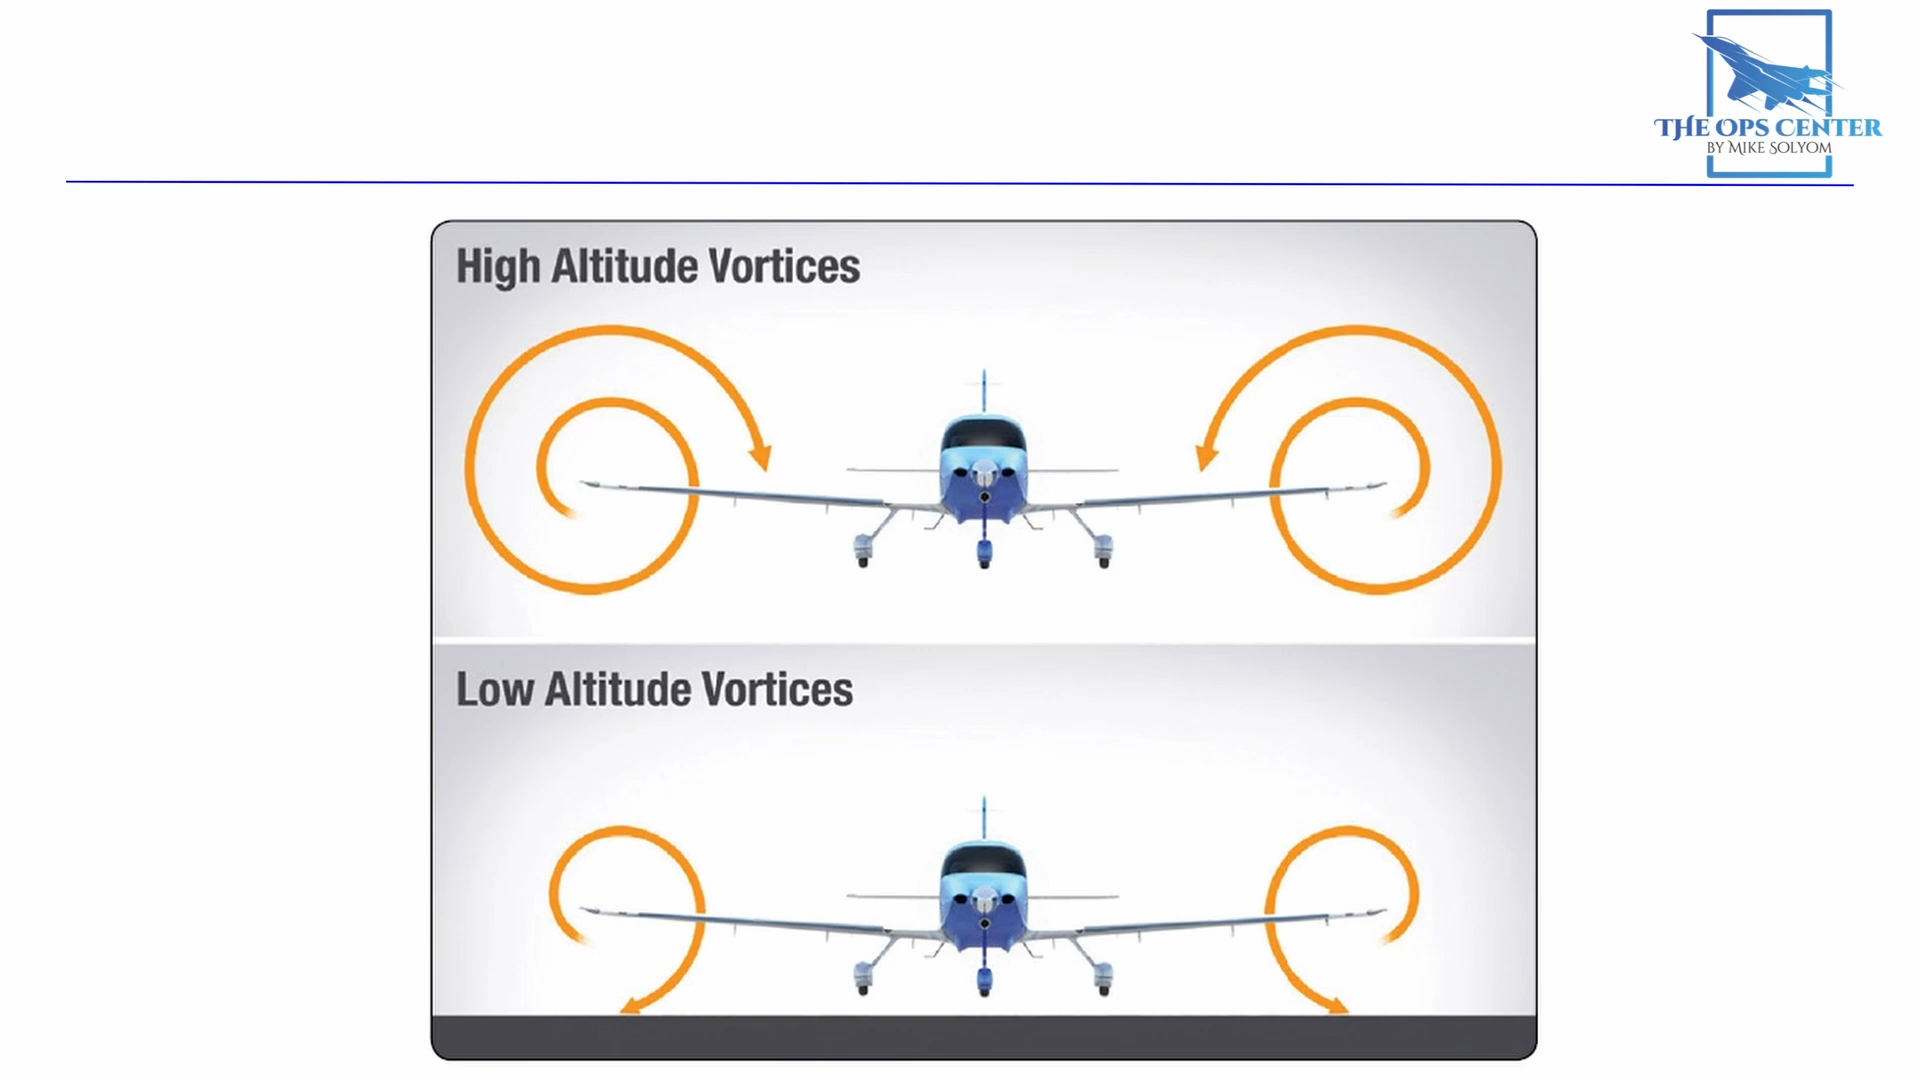 THE OPS CENTER
BY MIKE SOLYOM
High Altitude Vortices
Low Altitude Vortices